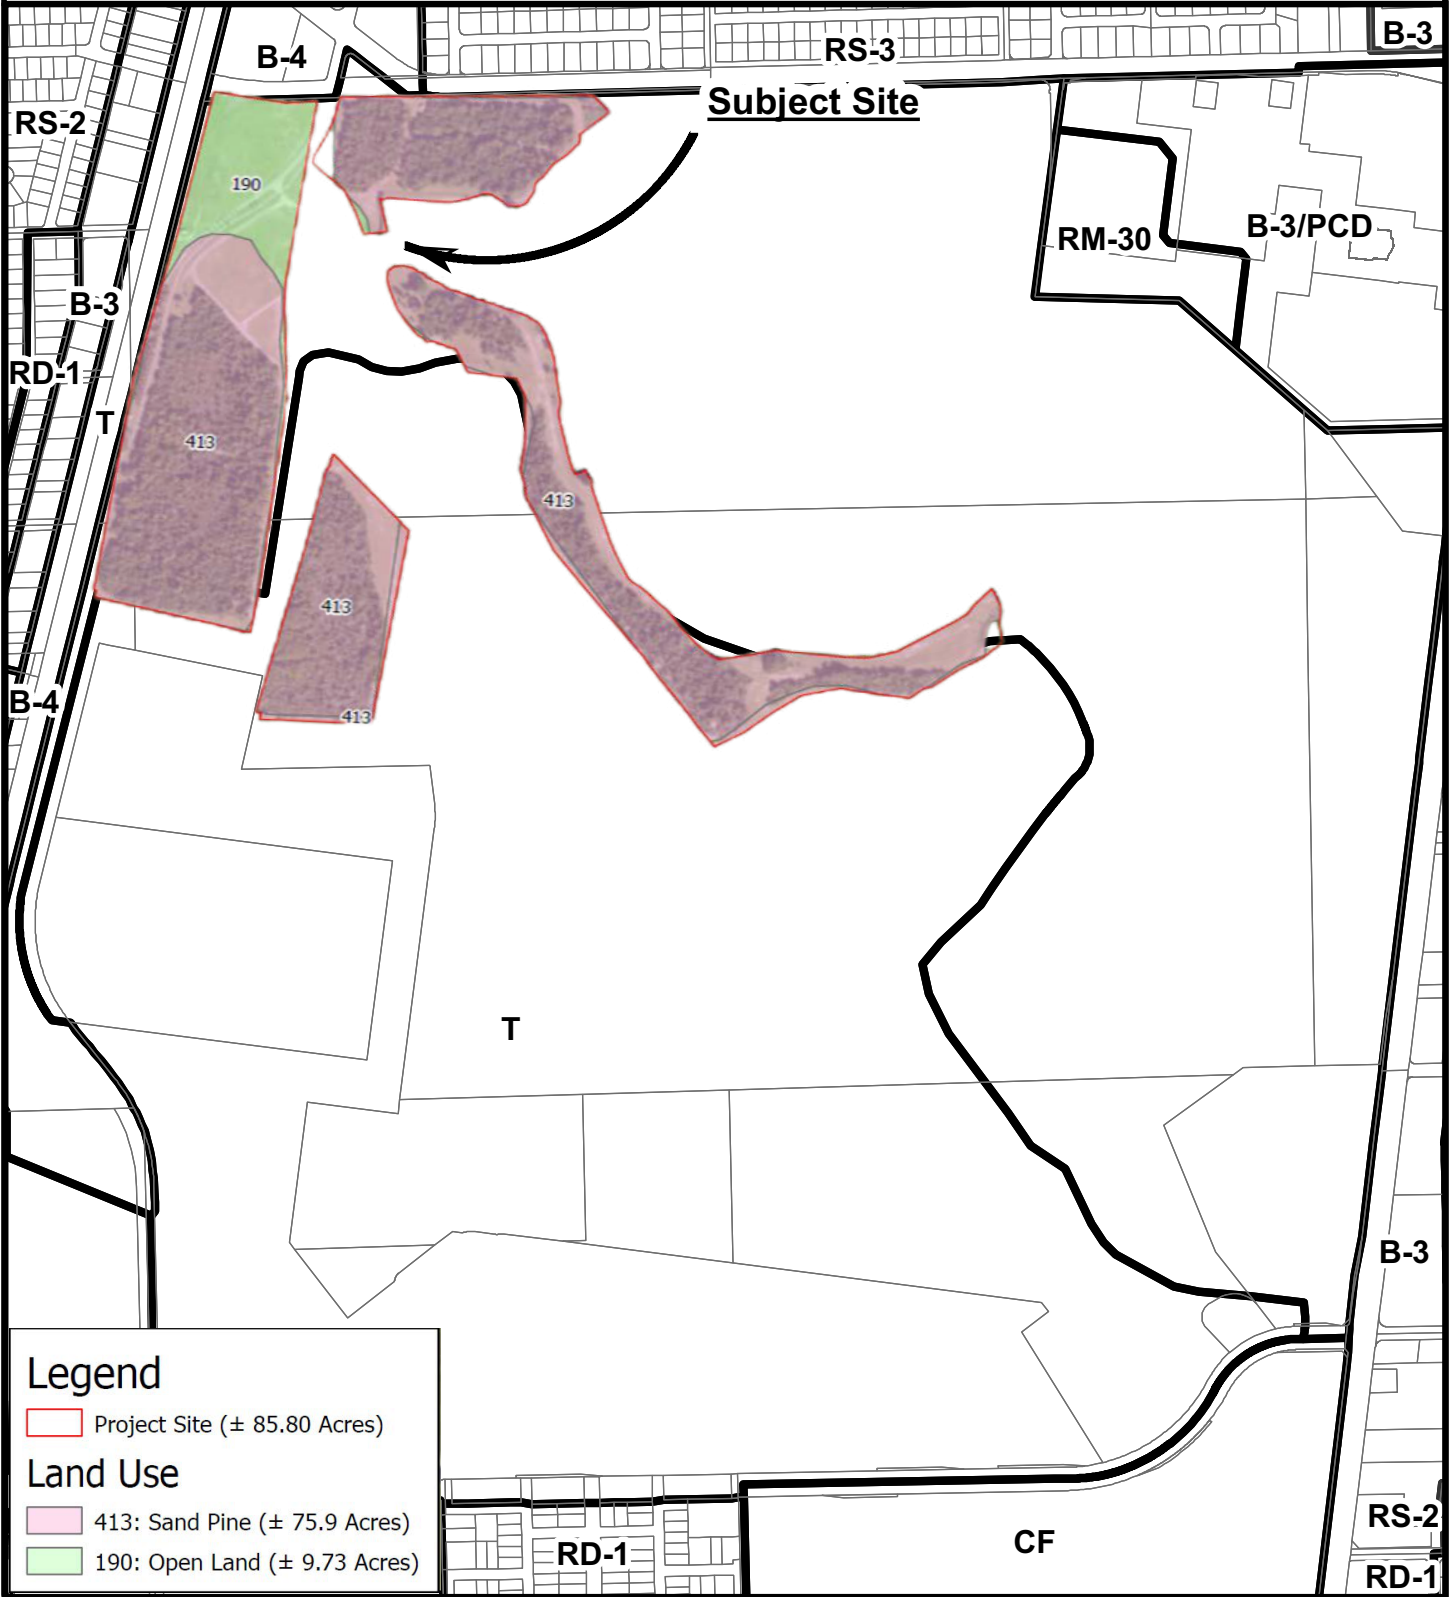 B-4
RS-3
B-3
Subject Site
RS-2
190
RM-30
B-3/PCD
B-3
RD-1
T
413
413
413
B-4
413
T
B-3
Legend
Project Site (± 85.80 Acres)
Land Use
413: Sand Pine (± 75.9 Acres)
190: Open Land (± 9.73 Acres)
RS-2
CF
RD-1
RD-1